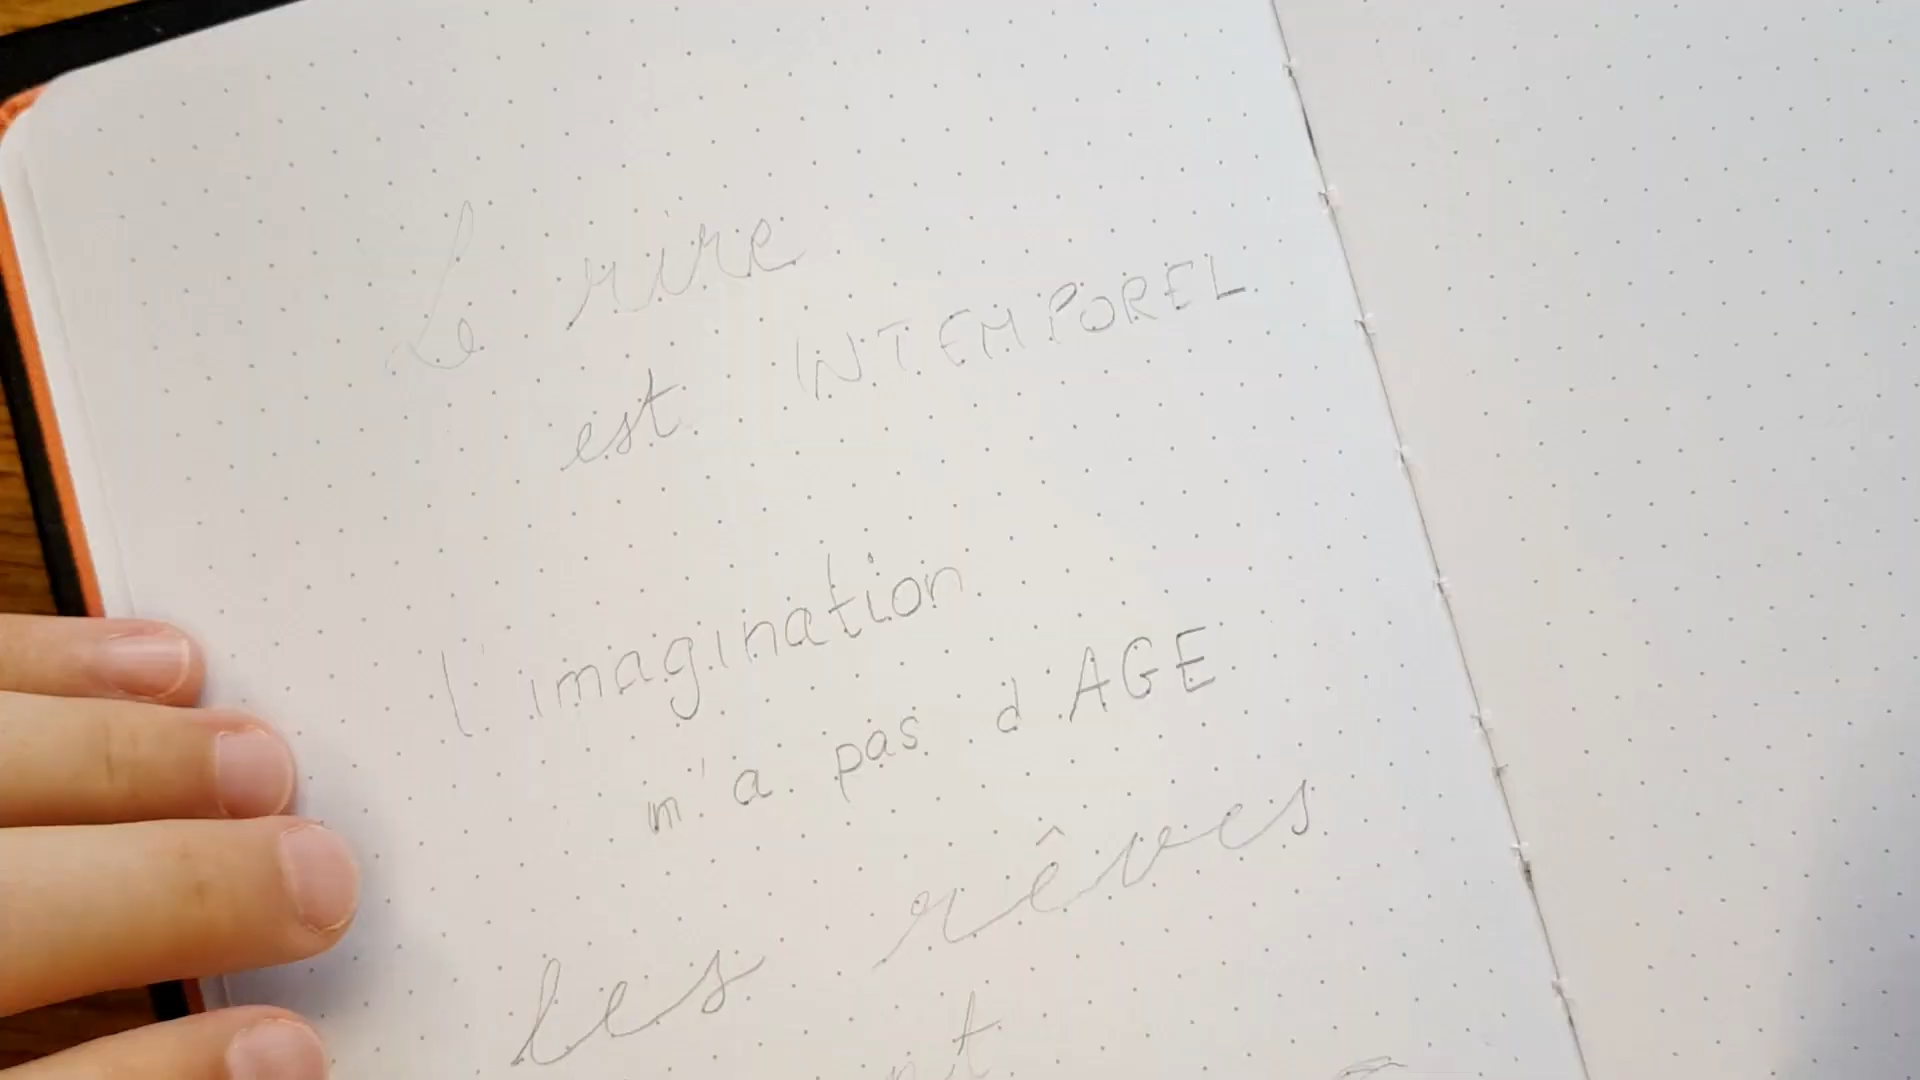 Le rire
est INTEMPOREL
l'imagination
n'a pas d'AGE
les rêves